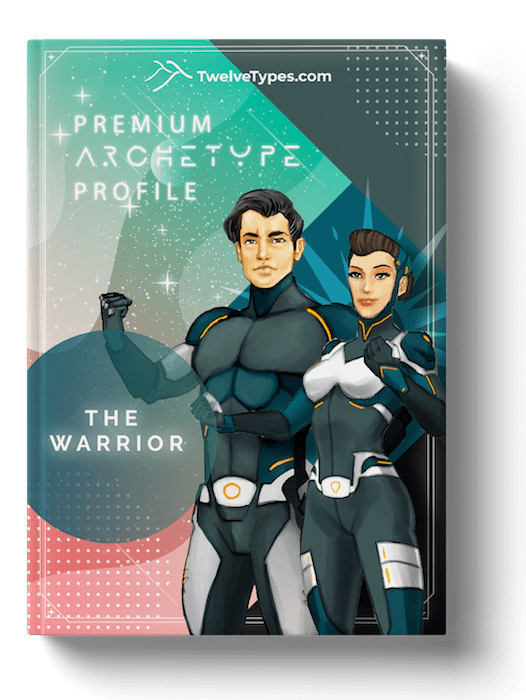 TwelveTypes.com
PREMIUM
ARCHETYPE
PROFILE
THE
WARRIOR